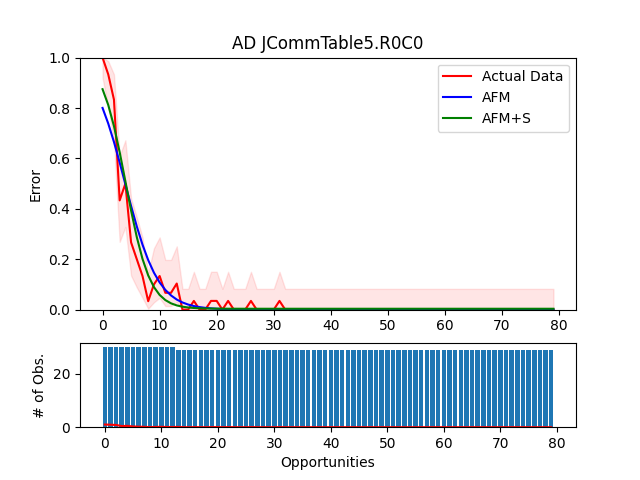 AD JCommTable5.R0C0
1.0
0.8
0.6
0.4
0.2
0.0
Error
Actual Data
AFM
AFM+S
0 10 20 30 40 50 60 70 80
20
0
# of Obs.
0 10 20 30 40 50 60 70 80
Opportunities